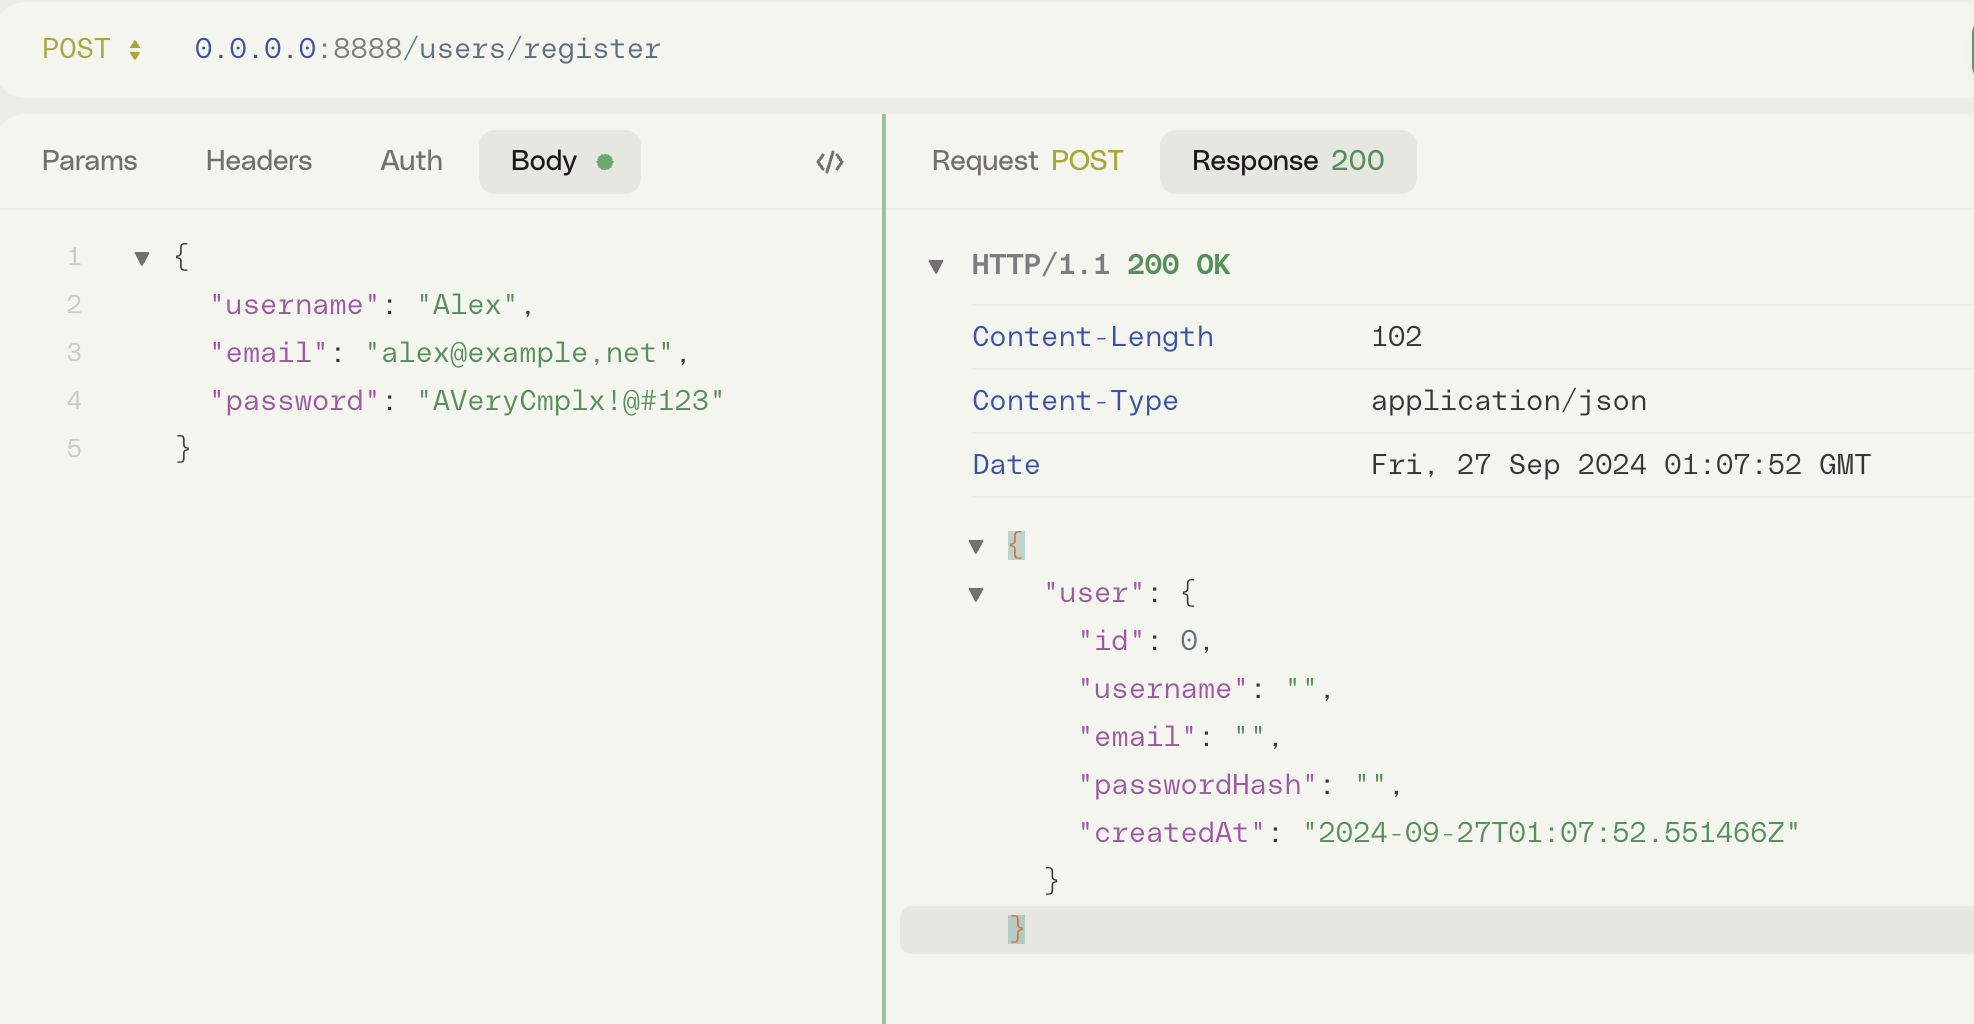 POST 0.0.0.0:8888/users/register
Params Headers Auth Body </>
1 {
2 "username": "Alex",
3 "email": "alex@example,net",
4 "password": "AVeryCmplx!@#123"
5 }
Request POST Response 200
HTTP/1.1 200 OK
Content-Length 102
Content-Type application/json
Date Fri, 27 Sep 2024 01:07:52 GMT
{
"user": {
"id": 0,
"username": "",
"email": "",
"passwordHash": "",
"createdAt": "2024-09-27T01:07:52.551466Z"
}
}